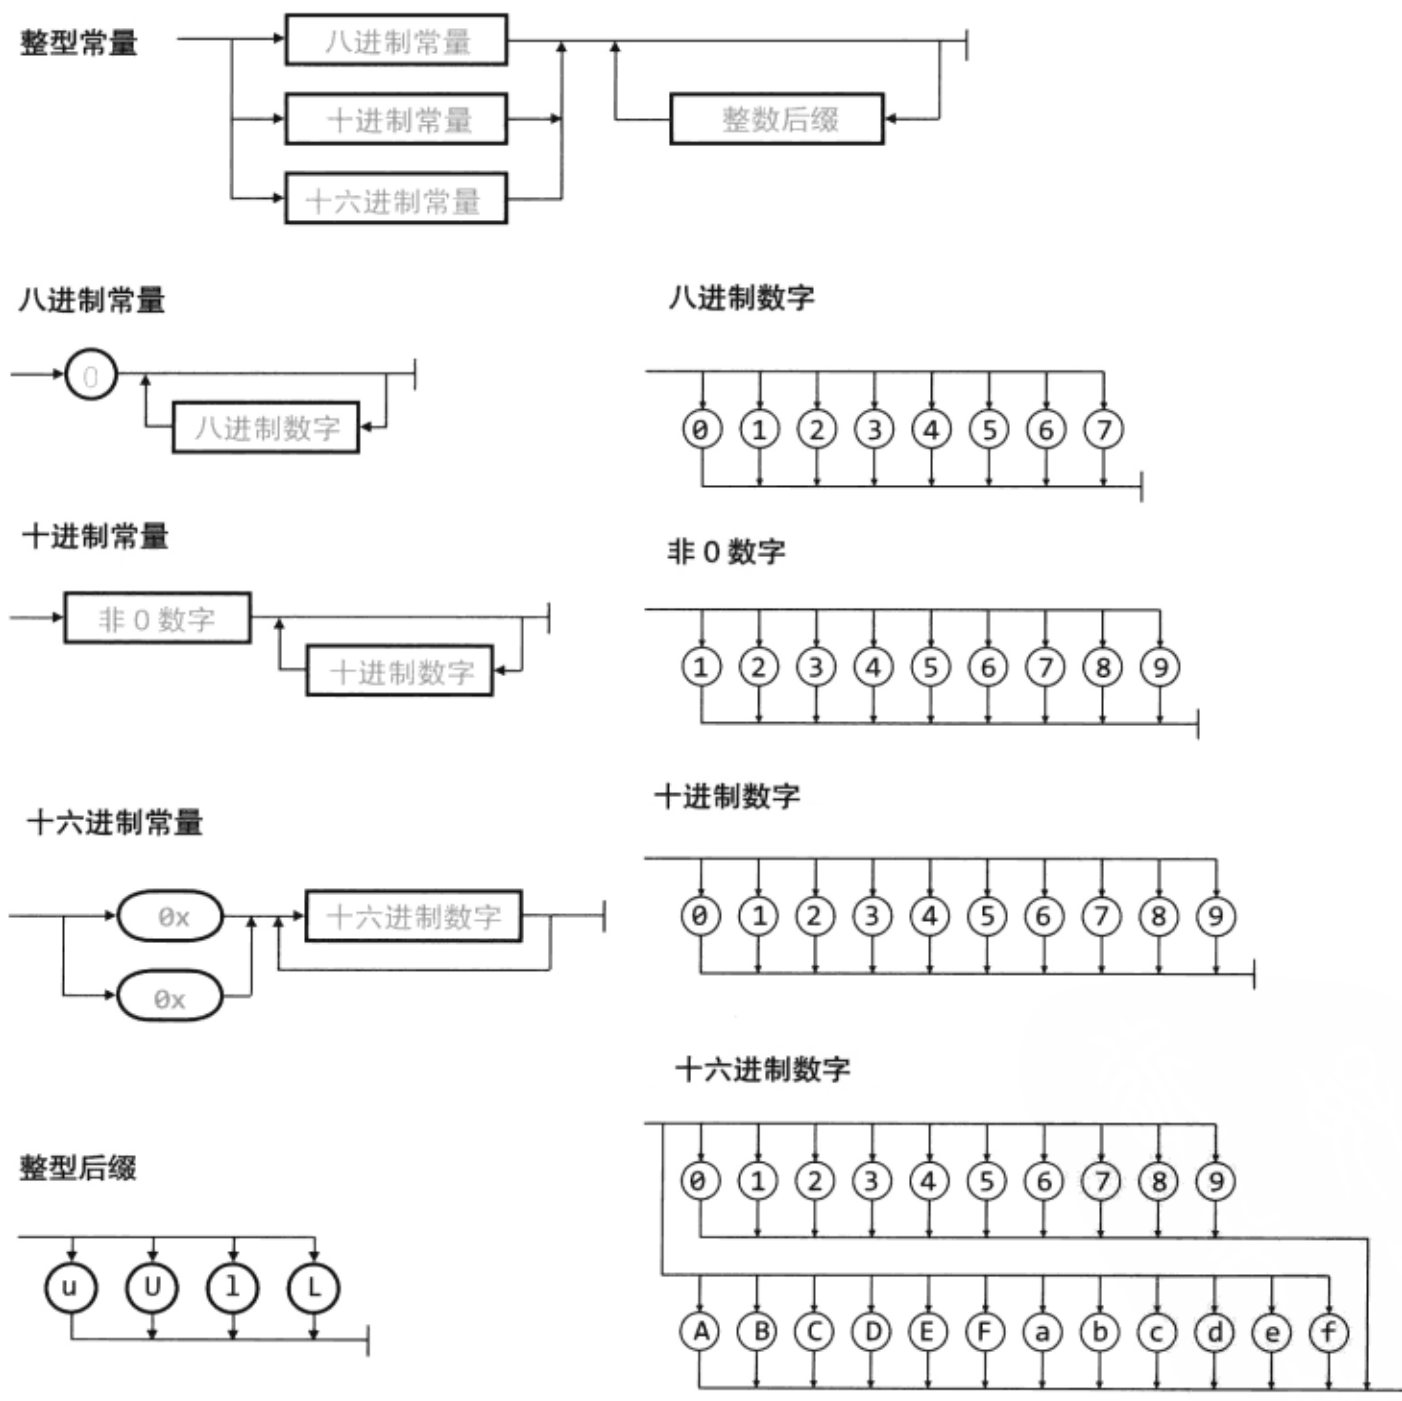 整型常量
八进制常量
十进制常量
整数后缀
十六进制常量
八进制常量
0
八进制数字
八进制数字
0 1 2 3 4 5 6 7
十进制常量
非 0 数字
十进制数字
非 0 数字
1 2 3 4 5 6 7 8 9
十六进制常量
0x
十六进制数字
0x
十进制数字
0 1 2 3 4 5 6 7 8 9
整型后缀
u U l L
十六进制数字
0 1 2 3 4 5 6 7 8 9
A B C D E F a b c d e f